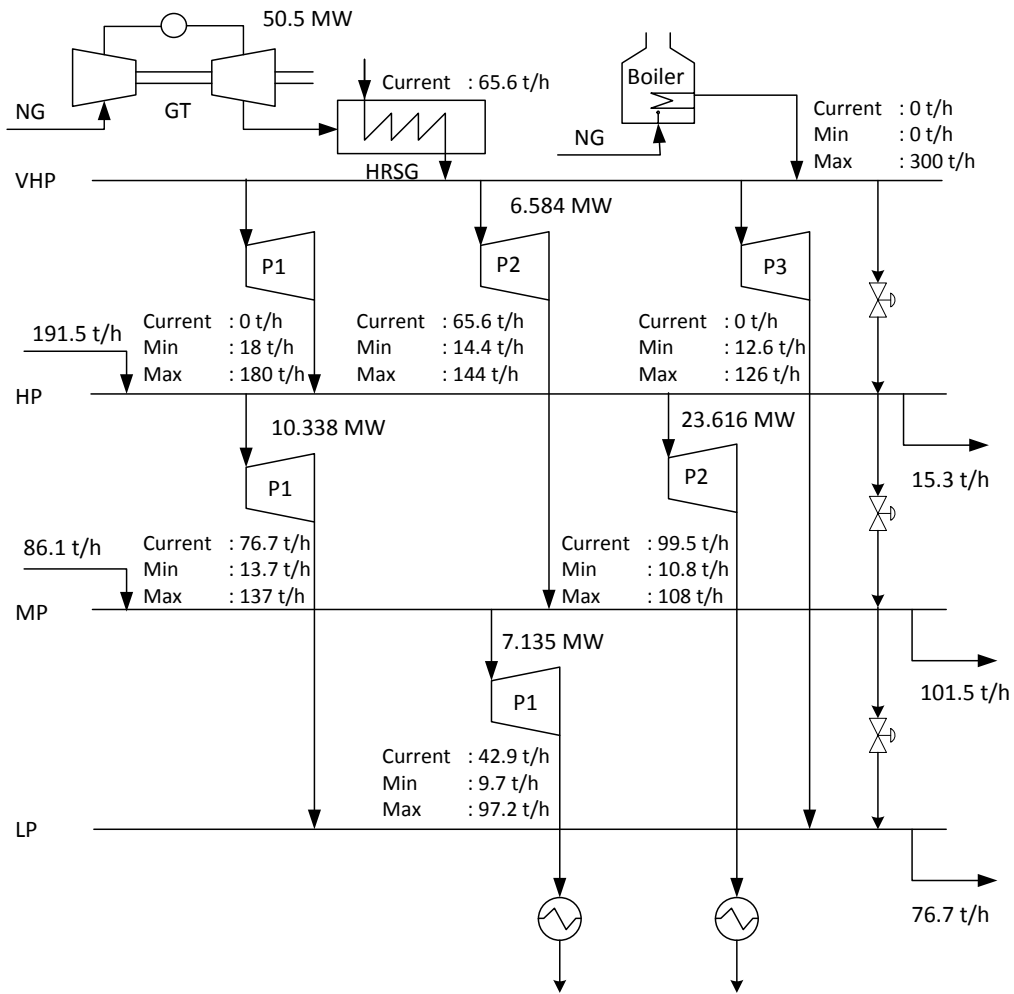 50.5 MW
Current : 65.6 t/h
Boiler
NG
GT
NG
Current : 0 t/h
Min : 0 t/h
Max : 300 t/h
HRSG
VHP
6.584 MW
P1
P2
P3
191.5 t/h
Current : 0 t/h
Min : 18 t/h
Max : 180 t/h
Current : 65.6 t/h
Min : 14.4 t/h
Max : 144 t/h
Current : 0 t/h
Min : 12.6 t/h
Max : 126 t/h
HP
10.338 MW
23.616 MW
P1
P2
15.3 t/h
86.1 t/h
Current : 76.7 t/h
Min : 13.7 t/h
Max : 137 t/h
Current : 99.5 t/h
Min : 10.8 t/h
Max : 108 t/h
MP
7.135 MW
P1
101.5 t/h
Current : 42.9 t/h
Min : 9.7 t/h
Max : 97.2 t/h
LP
76.7 t/h